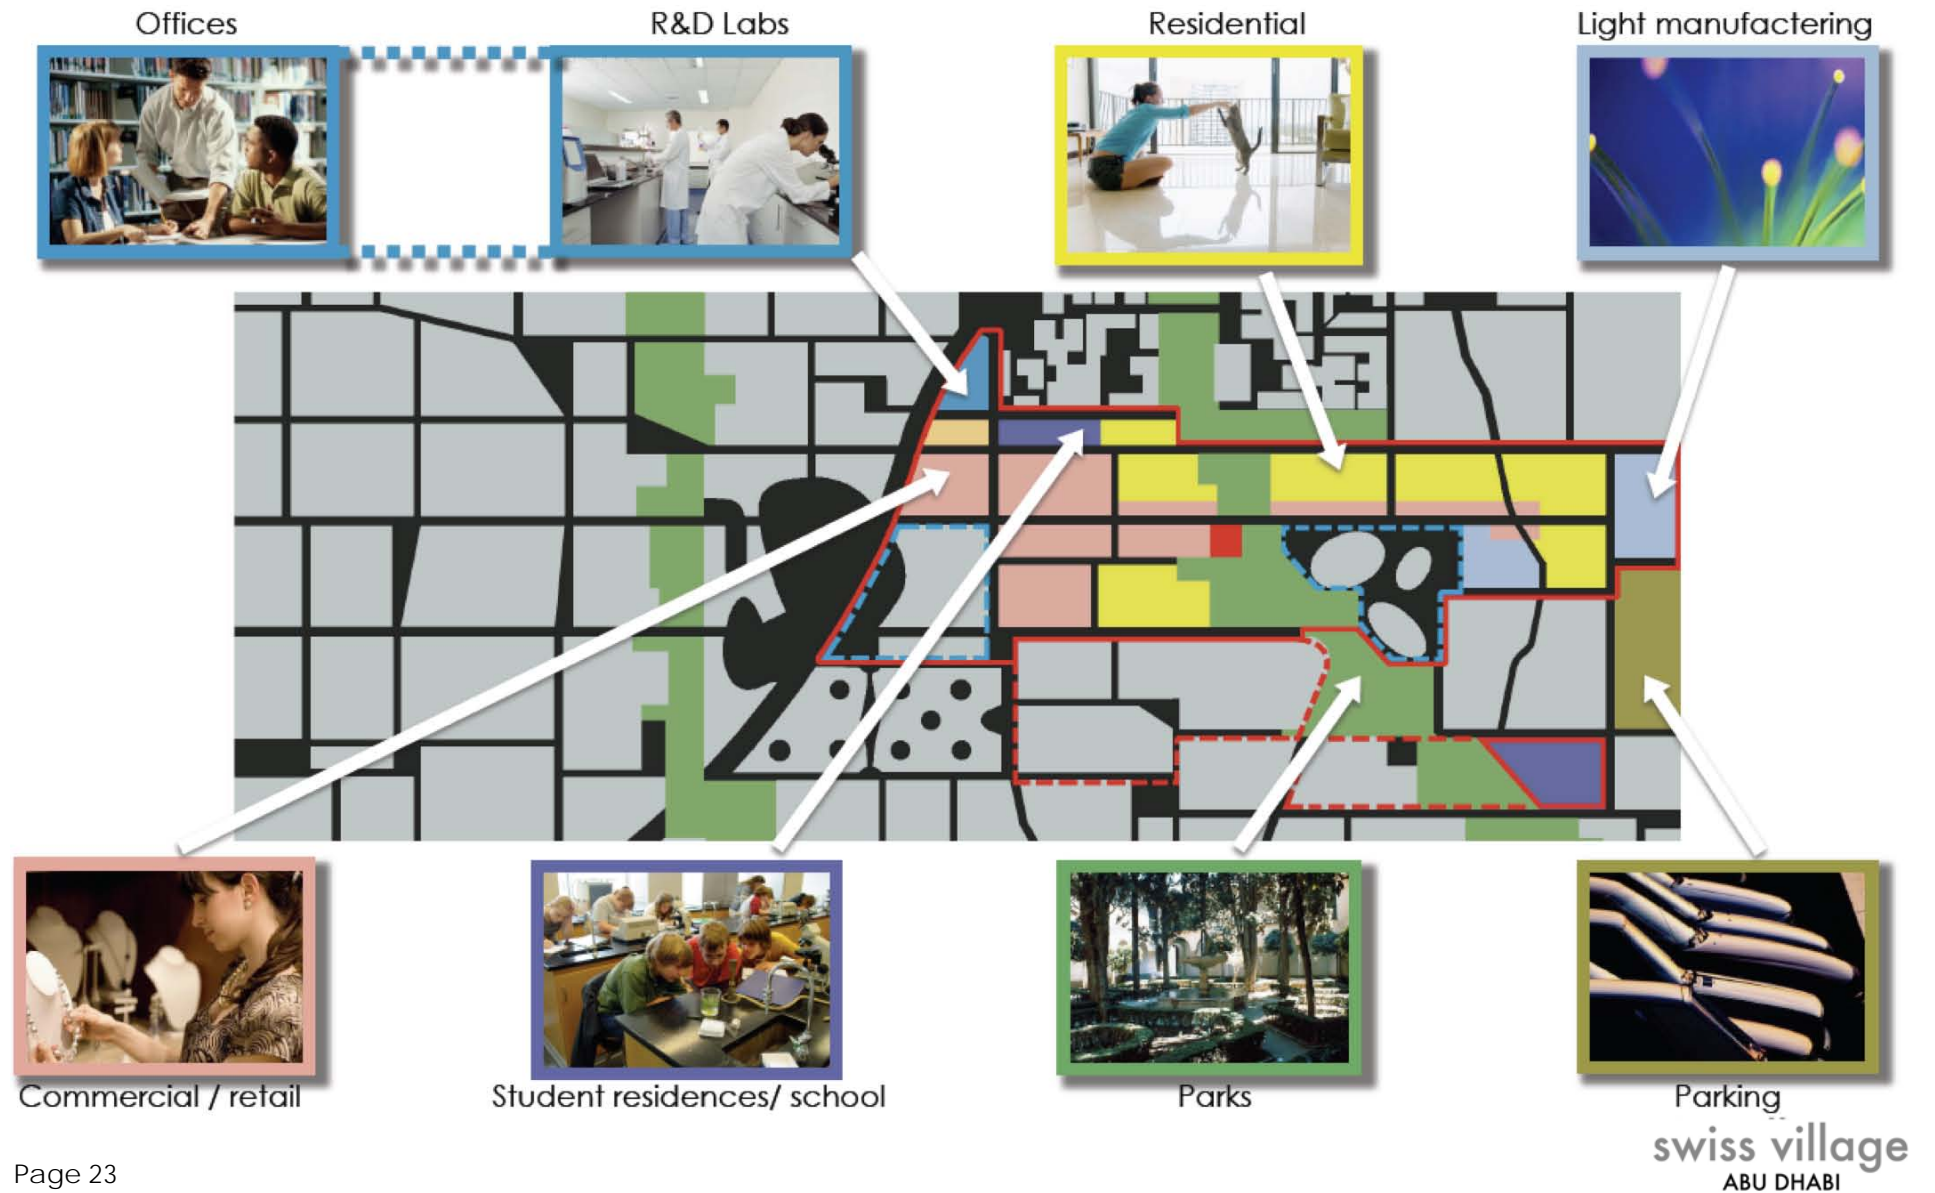 Offices
R&D Labs
Residential
Light manufactering
Commercial / retail
Student residences/ school
Parks
Parking
Page 23
swiss village
ABU DHABI